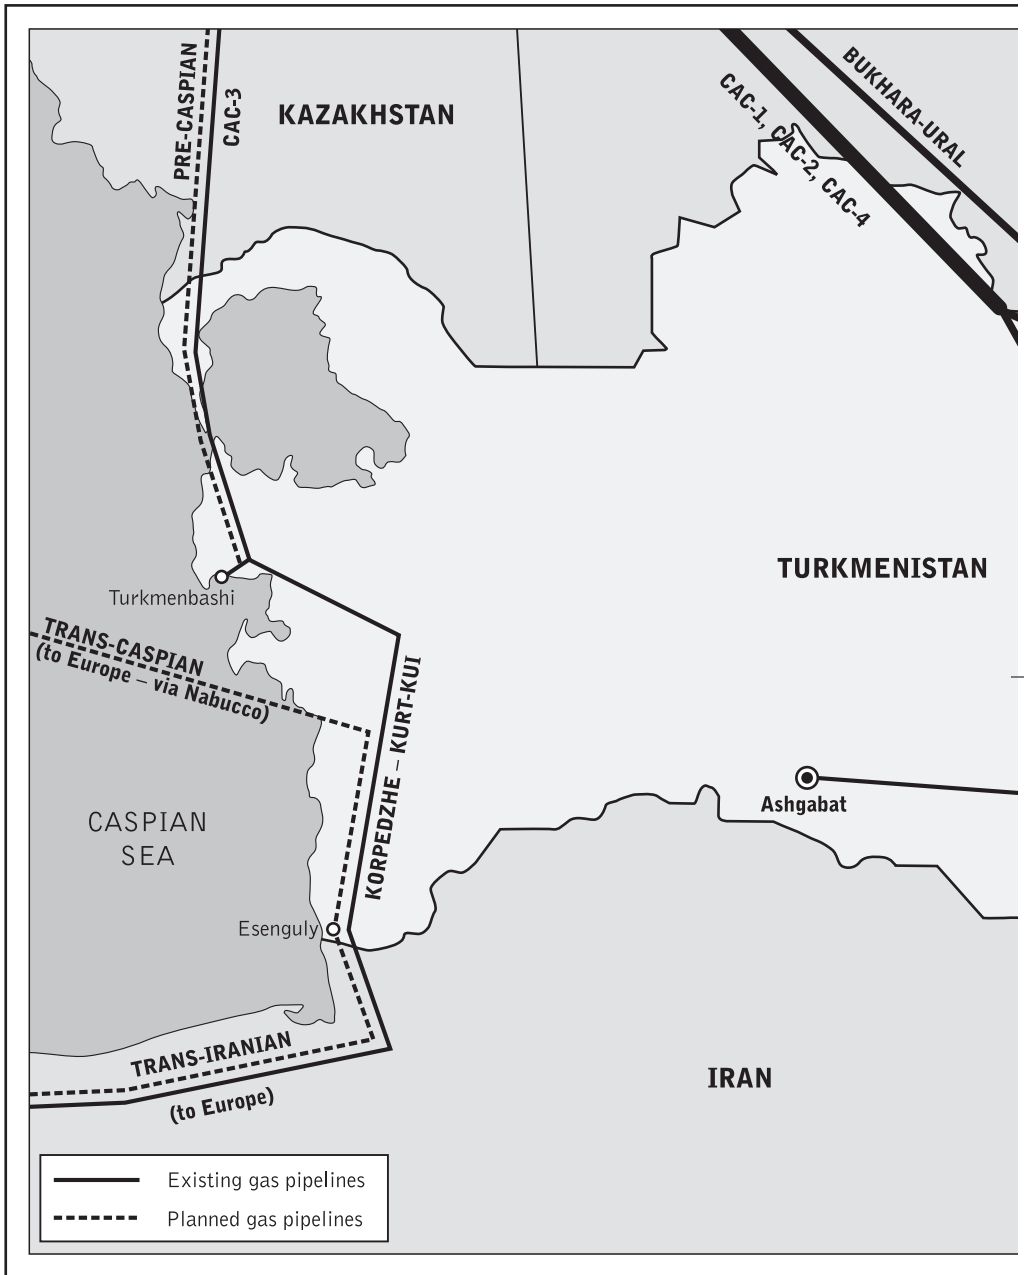 PRE-CASPIAN
CAC-3
KAZAKHSTAN
BUKHARA-URAL
CAC-1, CAC-2, CAC-4
TURKMENISTAN
Turkmenbashi
TRANS-CASPIAN
(to Europe – via Nabucco)
KORPEDZHE – KURT-KUI
Ashgabat
CASPIAN
SEA
Esenguly
TRANS-IRANIAN
(to Europe)
IRAN
Existing gas pipelines
Planned gas pipelines